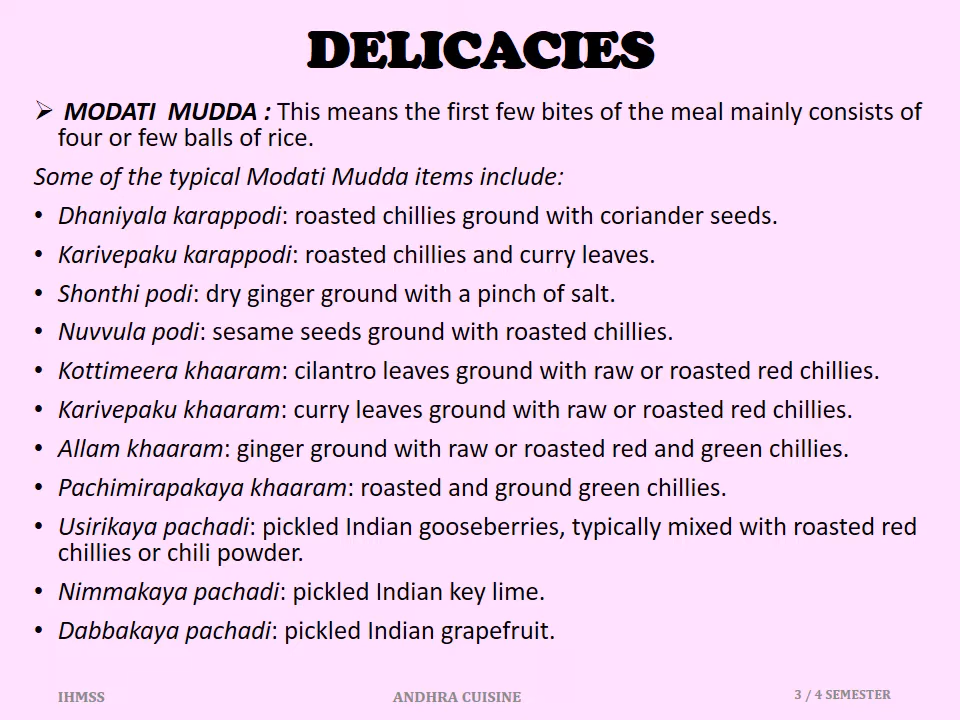 DELICACIES
➢ MODATI MUDDA : This means the first few bites of the meal mainly consists of
four or few balls of rice.
Some of the typical Modati Mudda items include:
• Dhaniyala karappodi: roasted chillies ground with coriander seeds.
• Karivepaku karappodi: roasted chillies and curry leaves.
• Shonthi podi: dry ginger ground with a pinch of salt.
• Nuvvula podi: sesame seeds ground with roasted chillies.
• Kottimeera khaaram: cilantro leaves ground with raw or roasted red chillies.
• Karivepaku khaaram: curry leaves ground with raw or roasted red chillies.
• Allam khaaram: ginger ground with raw or roasted red and green chillies.
• Pachimirapakaya khaaram: roasted and ground green chillies.
• Usirikaya pachadi: pickled Indian gooseberries, typically mixed with roasted red
chillies or chili powder.
• Nimmakaya pachadi: pickled Indian key lime.
• Dabbakaya pachadi: pickled Indian grapefruit.
IHMSS
ANDHRA CUISINE
3 / 4 SEMESTER